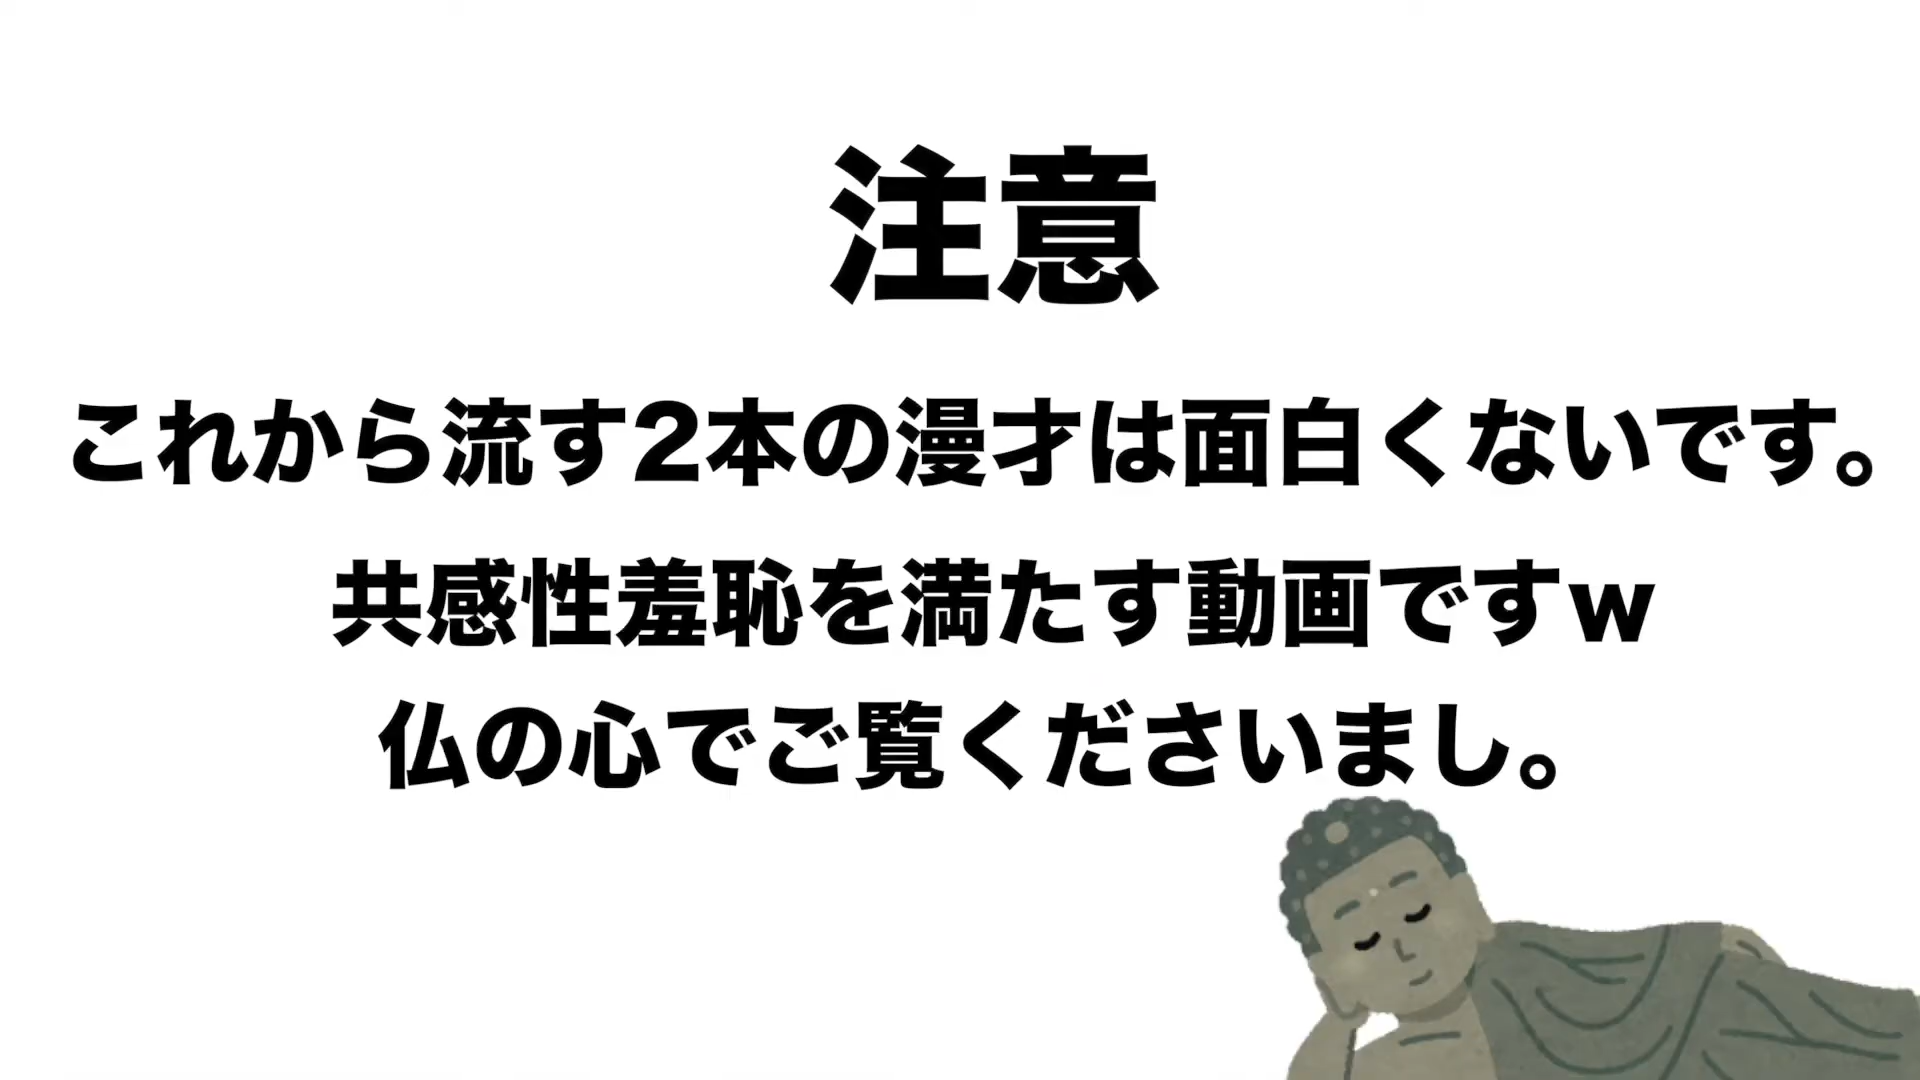 注意
これから流す2本の漫才は面白くないです。
共感性羞恥を満たす動画ですw
仏の心でご覧くださいまし。